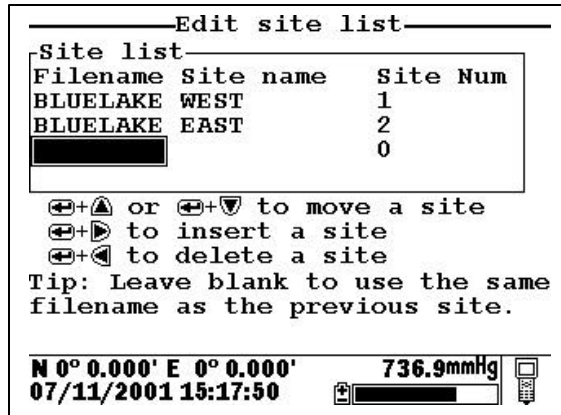 Edit site list
Site list
Filename Site name Site Num
BLUELAKE WEST 1
BLUELAKE EAST 2
0
+ or + to move a site
+ to insert a site
+ to delete a site
Tip: Leave blank to use the same
filename as the previous site.
N 0° 0.000' E 0° 0.000' 736.9mmHg
07/11/2001 15:17:50